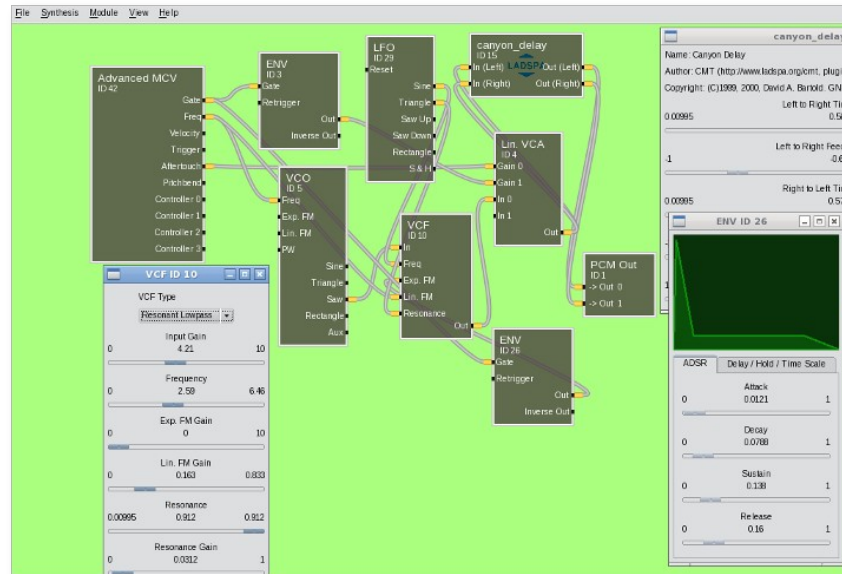 File Synthesis Module View Help
Advanced MCV
ID 42
Gate
Freq
Velocity
Trigger
Aftertouch
Pitchbend
Controller 0
Controller 1
Controller 2
Controller 3
ENV
ID 3
Gate
Retrigger
Out
Inverse Out
LFO
ID 29
Reset
Sine
Triangle
Saw Up
Saw Down
Rectangle
S & H
canyon_delay
ID 15
LADSPA
In (Left) Out (Left)
In (Right) Out (Right)
VCO
ID 5
Freq
Exp. FM
Lin. FM
PW
Sine
Triangle
Saw
Rectangle
Aux
Lin. VCA
ID 4
Gain 0
Gain 1
In 0
In 1
Out
VCF
ID 10
In
Freq
Exp. FM
Lin. FM
Resonance
Out
PCM Out
ID 1
-> Out 0
-> Out 1
ENV
ID 26
Gate
Retrigger
Out
Inverse Out
VCF ID 10
VCF Type
Resonant Lowpass
Input Gain
0 4.21 10
Frequency
0 2.59 6.46
Exp. FM Gain
0 0 10
Lin. FM Gain
0 0.163 0.833
Resonance
0.00995 0.912 0.912
Resonance Gain
0 0.0312 1
canyon_delay
Name: Canyon Delay
Author: CMT (http://www.ladspa.org/cmt, plugi
Copyright: (C)1999, 2000, David A. Bartold. GN
Left to Right Ti
0.00995 0.5
Left to Right Fee
-1 -0.6
Right to Left Ti
0.00995 0.5
ENV ID 26
ADSR Delay / Hold / Time Scale
Attack
0 0.0121 1
Decay
0 0.0788 1
Sustain
0 0.138 1
Release
0 0.16 1